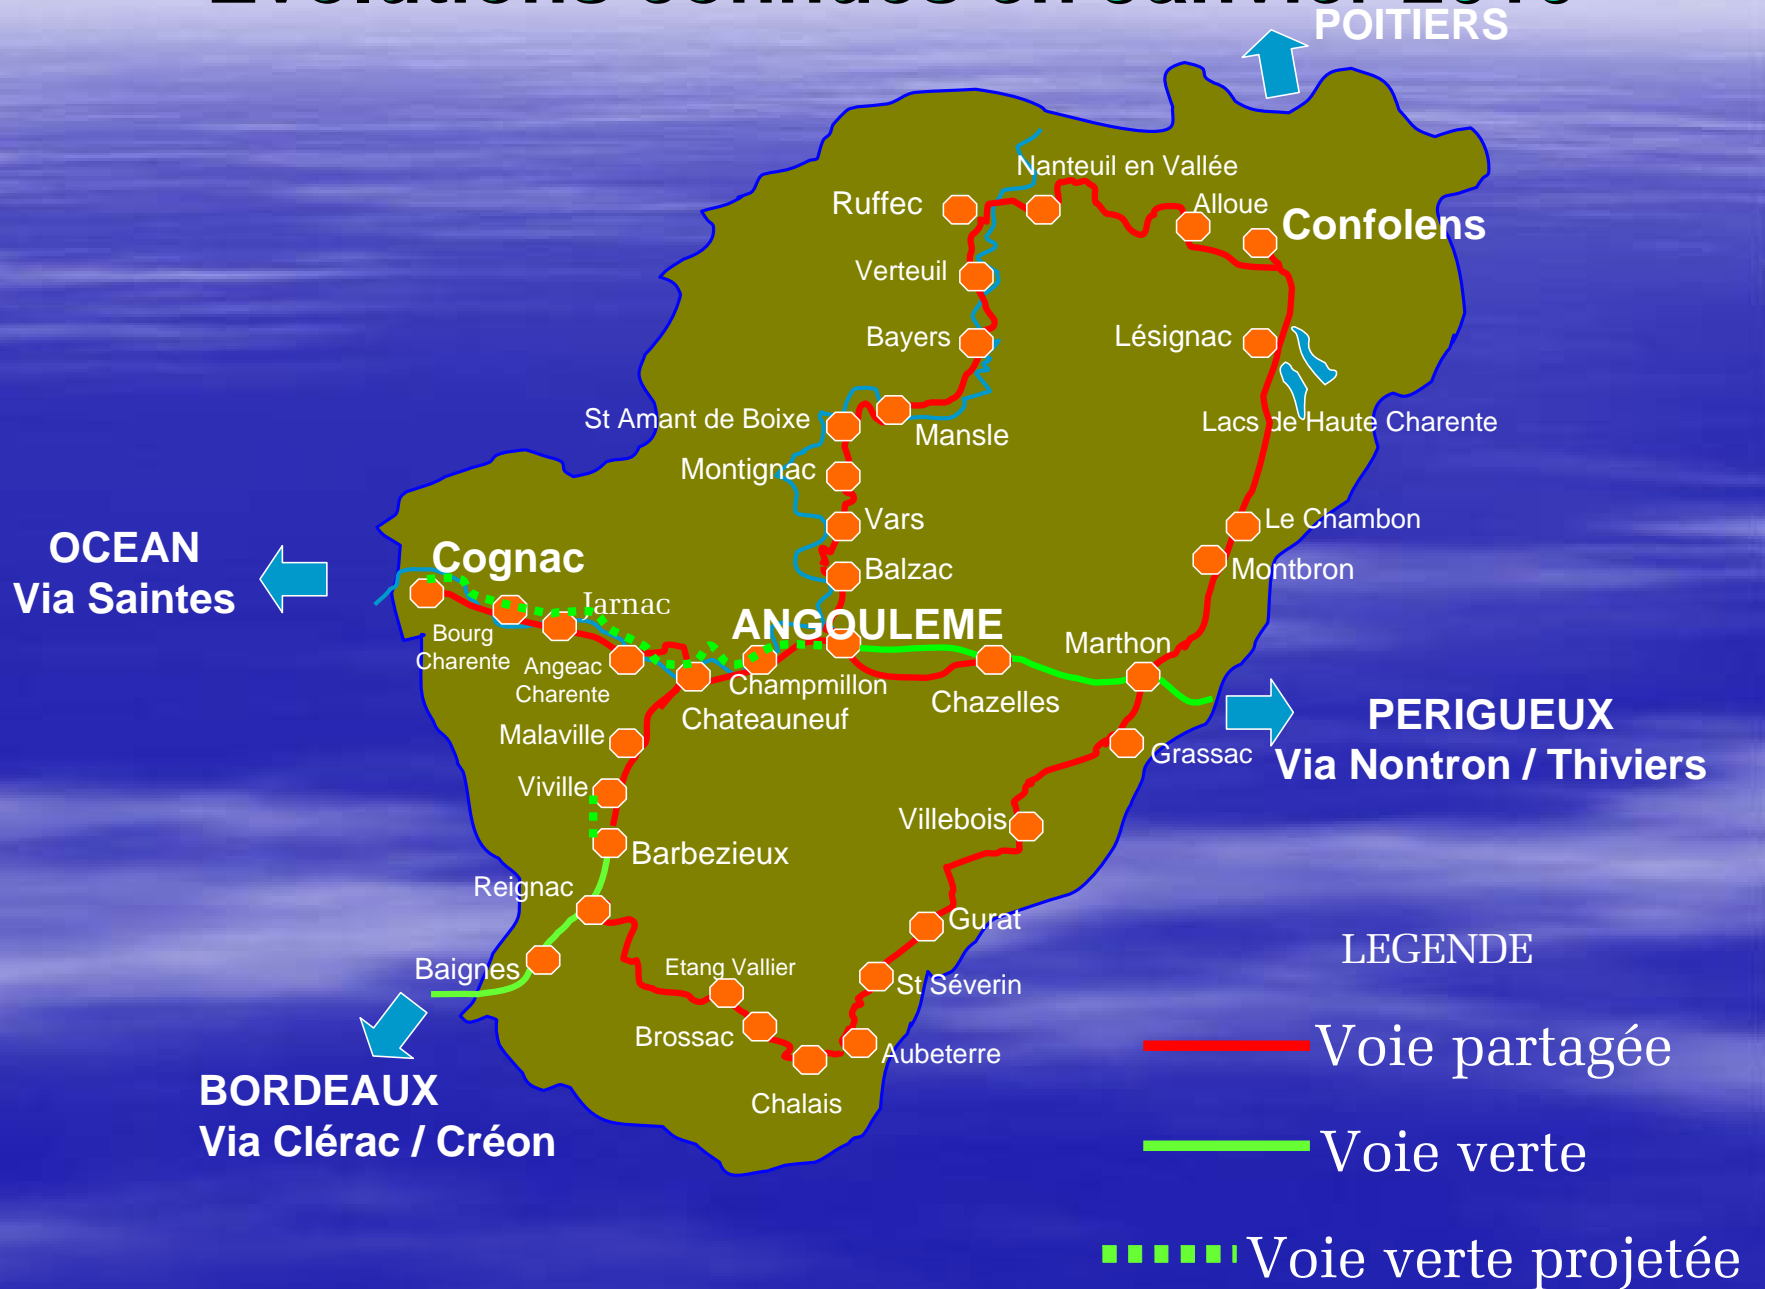 POITIERS
Nanteuil en Vallée
Ruffec
Alloue
Confolens
Verteuil
Bayers
Lésignac
St Amant de Boixe
Mansle
Lacs de Haute Charente
Montignac
Vars
Le Chambon
OCEAN
Via Saintes
Cognac
Balzac
Montbron
Jarnac
ANGOULEME
Bourg
Charente
Angeac
Charente
Marthon
Champmillon
Chazelles
Chateauneuf
Malaville
PERIGUEUX
Via Nontron / Thiviers
Grassac
Viville
Villebois
Barbezieux
Reignac
Gurat
LEGENDE
Baignes
Etang Vallier
St Séverin
Brossac
Aubeterre
Voie partagée
BORDEAUX
Via Clérac / Créon
Chalais
Voie verte
Voie verte projetée